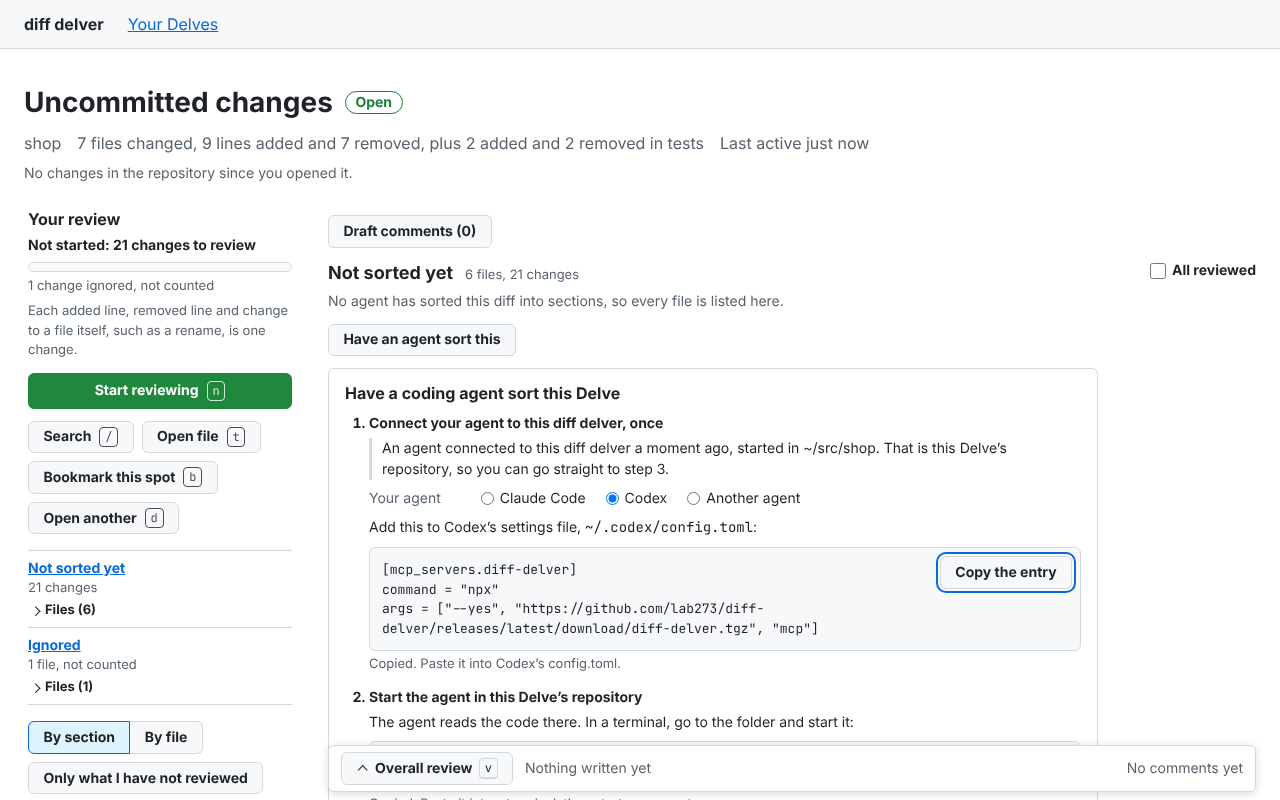 diff delver Your Delves
Uncommitted changes Open
shop 7 files changed, 9 lines added and 7 removed, plus 2 added and 2 removed in tests Last active just now
No changes in the repository since you opened it.
Your review
Not started: 21 changes to review
1 change ignored, not counted
Each added line, removed line and change
to a file itself, such as a rename, is one
change.
Start reviewing n
Search / Open file t
Bookmark this spot b
Open another d
Not sorted yet
21 changes
Files (6)
Ignored
1 file, not counted
Files (1)
By section By file
Only what I have not reviewed
Draft comments (0)
Not sorted yet 6 files, 21 changes
All reviewed
No agent has sorted this diff into sections, so every file is listed here.
Have an agent sort this
Have a coding agent sort this Delve
1. Connect your agent to this diff delver, once
An agent connected to this diff delver a moment ago, started in ~/src/shop. That is this Delve’s
repository, so you can go straight to step 3.
Your agent Claude Code Codex Another agent
Add this to Codex’s settings file, ~/.codex/config.toml:
[mcp_servers.diff-delver]
command = "npx"
args = ["--yes", "https://github.com/lab273/diff-
delver/releases/latest/download/diff-delver.tgz", "mcp"]
Copy the entry
Copied. Paste it into Codex’s config.toml.
2. Start the agent in this Delve’s repository
The agent reads the code there. In a terminal, go to the folder and start it:
Overall review v Nothing written yet No comments yet